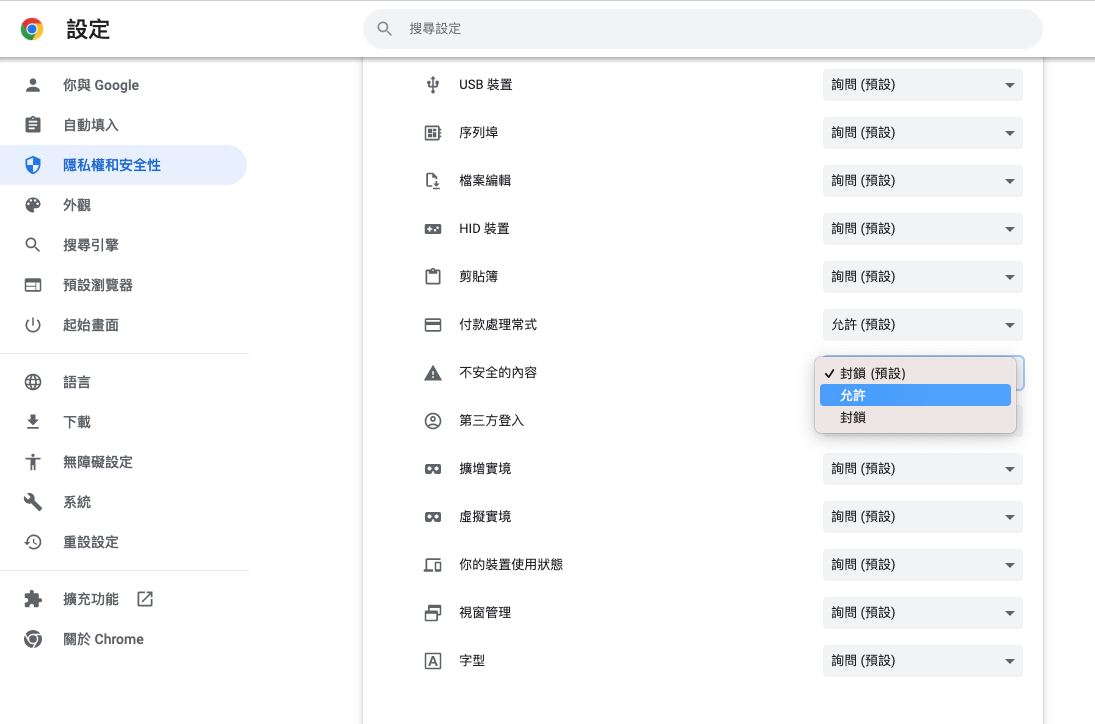 設定
搜尋設定
你與 Google
自動填入
隱私權和安全性
外觀
搜尋引擎
預設瀏覽器
起始畫面
語言
下載
無障礙設定
系統
重設設定
擴充功能
關於 Chrome
USB 裝置
詢問 (預設)
序列埠
詢問 (預設)
檔案編輯
詢問 (預設)
HID 裝置
詢問 (預設)
剪貼簿
詢問 (預設)
付款處理常式
允許 (預設)
不安全的內容
封鎖 (預設)
允許
封鎖
第三方登入
擴增實境
詢問 (預設)
虛擬實境
詢問 (預設)
你的裝置使用狀態
詢問 (預設)
視窗管理
詢問 (預設)
字型
詢問 (預設)